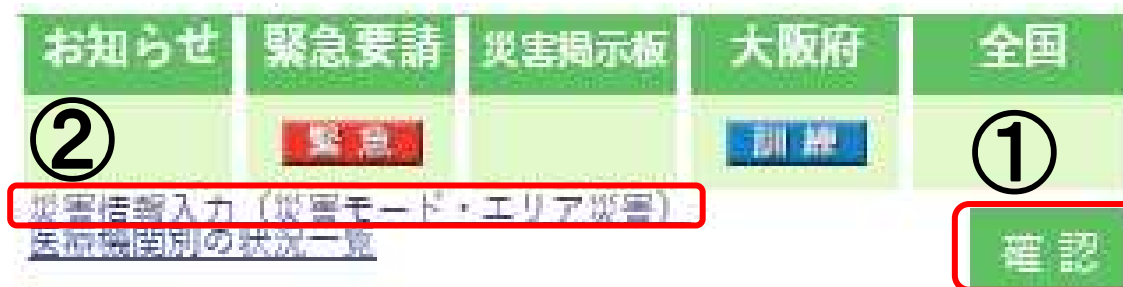 お知らせ 緊急要請 災害掲示板 大阪府 全国
② 緊急 訓練 ①
災害情報入力（災害モード・エリア災害）
医療機関別の状況一覧
確認